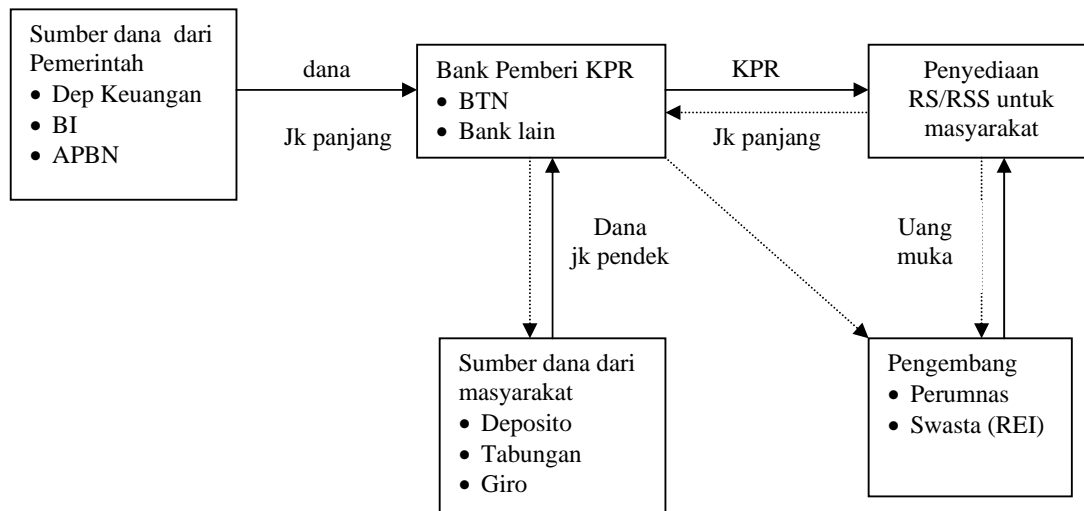 Sumber dana dari
Pemerintah
• Dep Keuangan
• BI
• APBN
dana
Jk panjang
Bank Pemberi KPR
• BTN
• Bank lain
KPR
Jk panjang
Penyediaan
RS/RSS untuk
masyarakat
Dana
jk pendek
Uang
muka
Sumber dana dari
masyarakat
• Deposito
• Tabungan
• Giro
Pengembang
• Perumnas
• Swasta (REI)